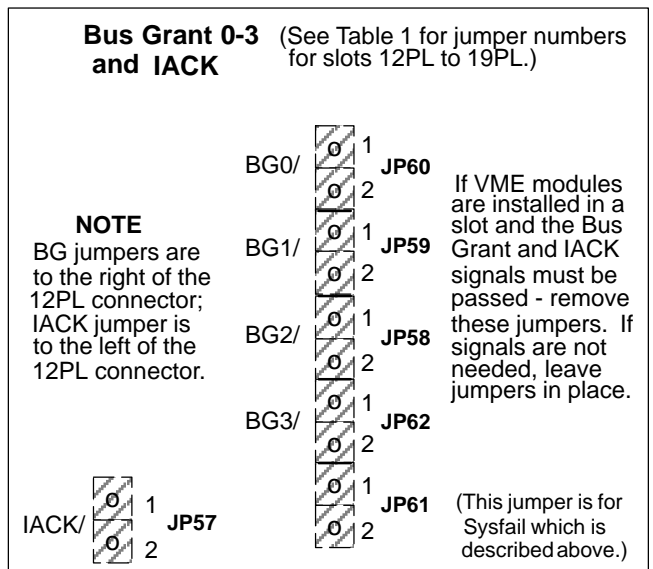 Bus Grant 0-3 (See Table 1 for jumper numbers
and IACK for slots 12PL to 19PL.)
BG0/ o 1 JP60
o 2
BG1/ o 1 JP59
o 2
BG2/ o 1 JP58
o 2
BG3/ o 1 JP62
o 2
o 1 JP61
o 2
NOTE
BG jumpers are
to the right of the
12PL connector;
IACK jumper is
to the left of the
12PL connector.
If VME modules
are installed in a
slot and the Bus
Grant and IACK
signals must be
passed - remove
these jumpers. If
signals are not
needed, leave
jumpers in place.
IACK/ o 1 JP57
o 2
(This jumper is for
Sysfail which is
described above.)